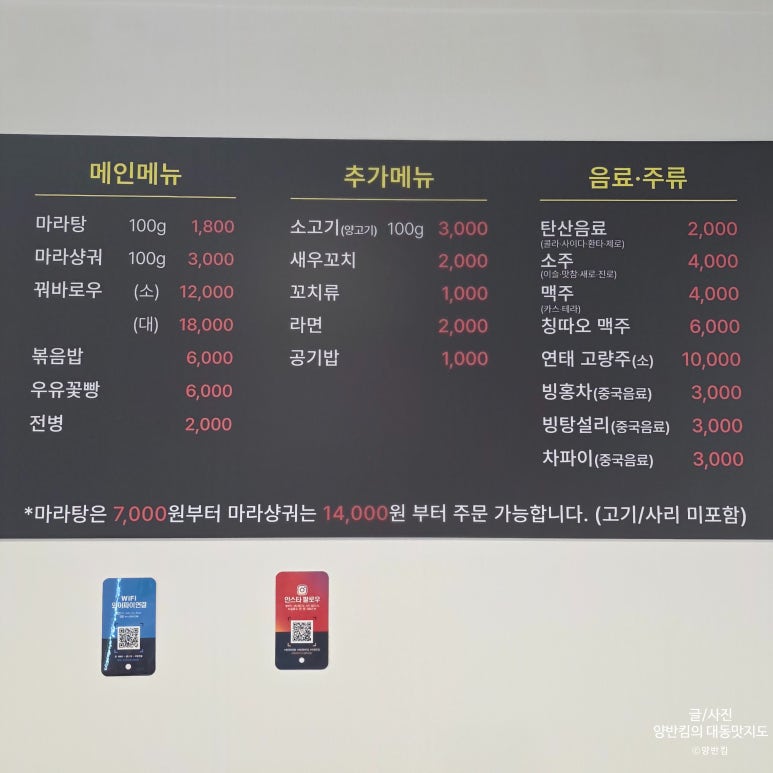 메인메뉴
마라탕 100g 1,800
마라샹궈 100g 3,000
꿔바로우 (소) 12,000
(대) 18,000
볶음밥 6,000
우유꽃빵 6,000
전병 2,000
추가메뉴
소고기(양고기) 100g 3,000
새우꼬치 2,000
꼬치류 1,000
라면 2,000
공기밥 1,000
음료·주류
탄산음료 2,000
(콜라·사이다·환타·제로)
소주 4,000
(이슬·맛참·새로·진로)
맥주 4,000
(카스·테라)
칭따오 맥주 6,000
연태 고량주(소) 10,000
빙홍차(중국음료) 3,000
빙탕설리(중국음료) 3,000
차파이(중국음료) 3,000
*마라탕은 7,000원부터 마라샹궈는 14,000원 부터 주문 가능합니다. (고기/사리 미포함)
WiFi
와이파이연결
인스타 팔로우
글/사진
양반킴의 대동맛지도
©양반킴